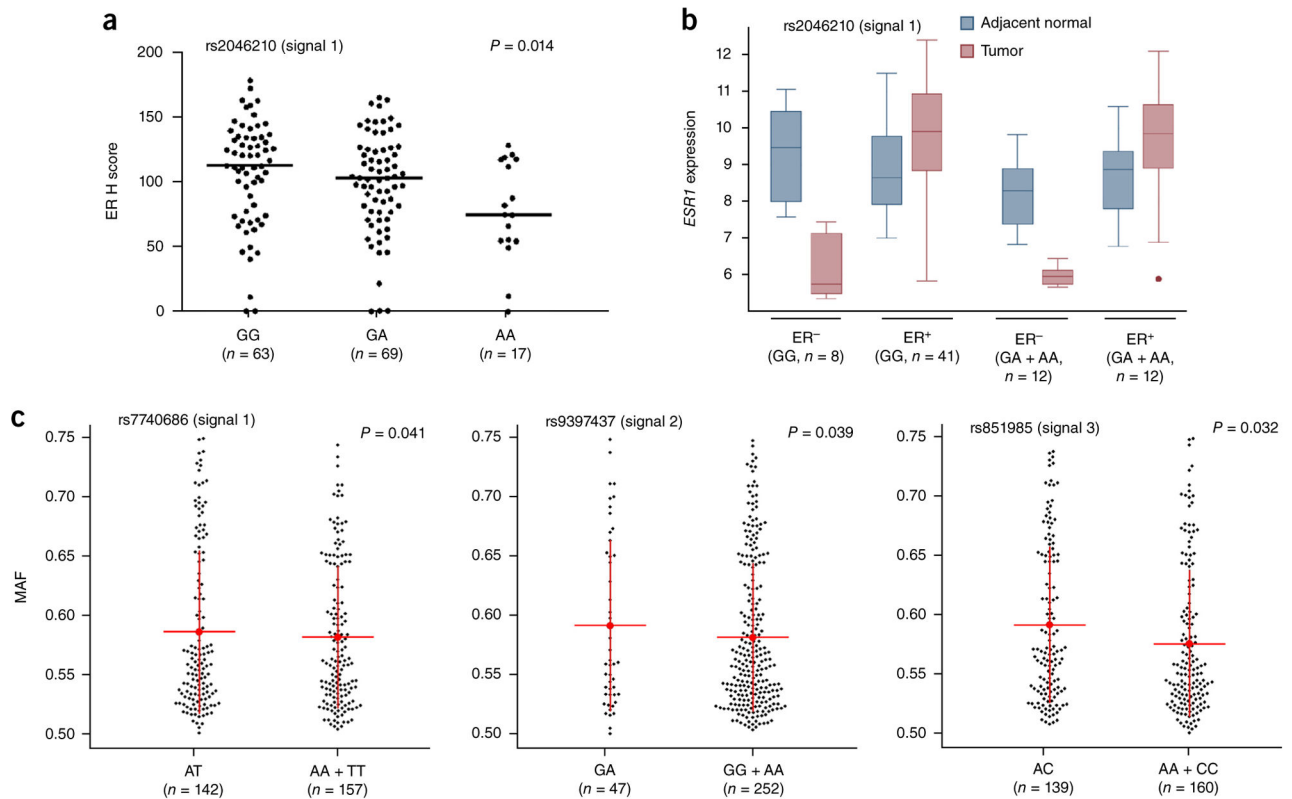 a
rs2046210 (signal 1)
P = 0.014
200
150
100
50
0
ER H score
GG
(n = 63)
GA
(n = 69)
AA
(n = 17)
b
rs2046210 (signal 1)
Adjacent normal
Tumor
12
11
10
9
8
7
6
ESR1 expression
ER–
(GG, n = 8)
ER+
(GG, n = 41)
ER–
(GA + AA,
n = 12)
ER+
(GA + AA,
n = 12)
c
rs7740686 (signal 1)
P = 0.041
0.75
0.70
0.65
0.60
0.55
0.50
MAF
AT
(n = 142)
AA + TT
(n = 157)
rs9397437 (signal 2)
P = 0.039
0.75
0.70
0.65
0.60
0.55
0.50
GA
(n = 47)
GG + AA
(n = 252)
rs851985 (signal 3)
P = 0.032
0.75
0.70
0.65
0.60
0.55
0.50
AC
(n = 139)
AA + CC
(n = 160)